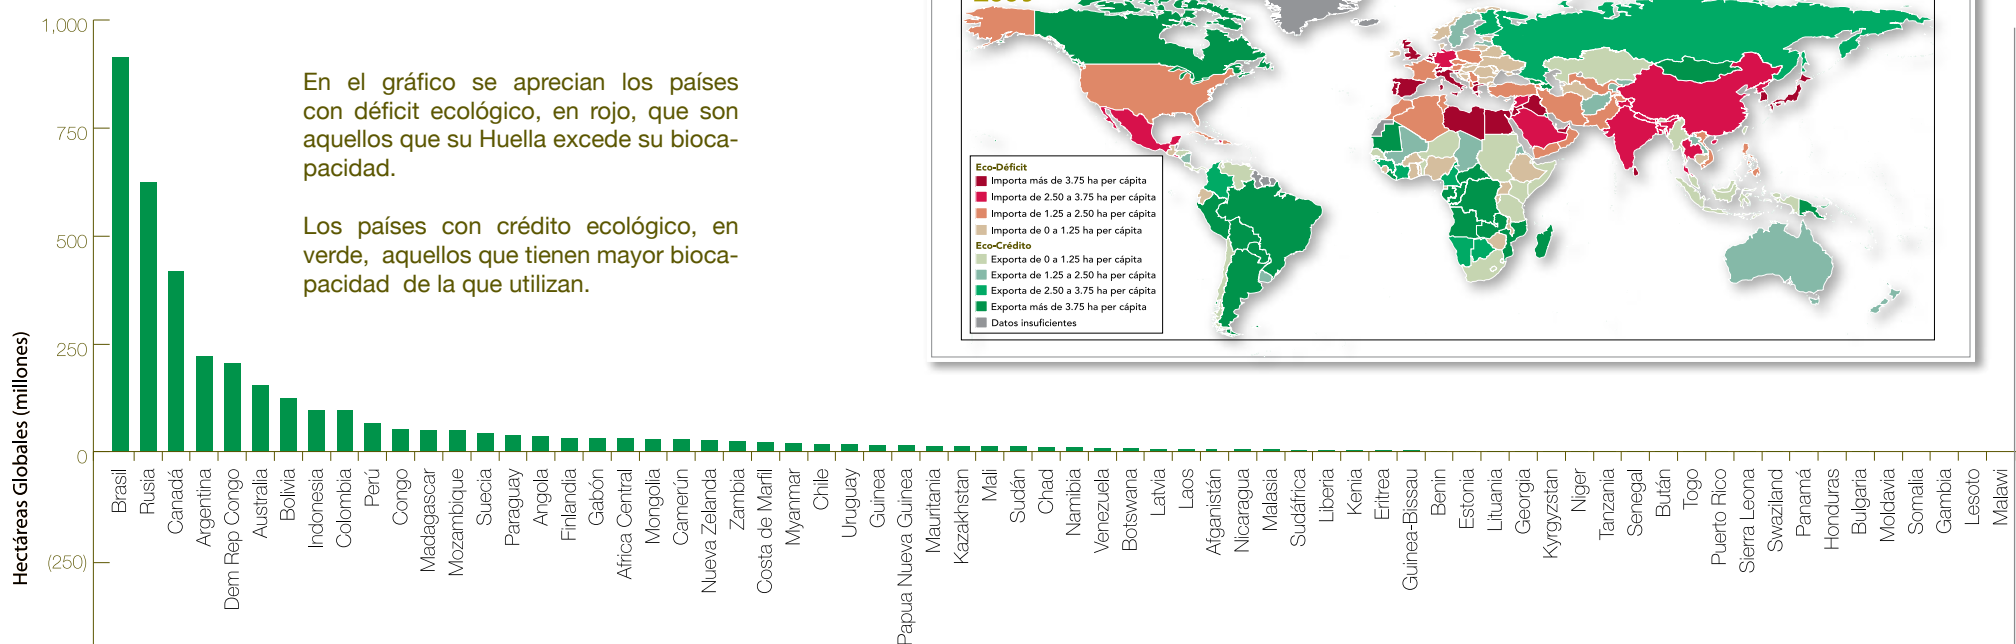 1,000
750
500
250
0
(250)
Hectáreas Globales (millones)
En el gráfico se aprecian los países
con déficit ecológico, en rojo, que son
aquellos que su Huella excede su bioca-
pacidad.
Los países con crédito ecológico, en
verde, aquellos que tienen mayor bioca-
pacidad de la que utilizan.
Eco-Déficit
Importa más de 3.75 ha per cápita
Importa de 2.50 a 3.75 ha per cápita
Importa de 1.25 a 2.50 ha per cápita
Importa de 0 a 1.25 ha per cápita
Eco-Crédito
Exporta de 0 a 1.25 ha per cápita
Exporta de 1.25 a 2.50 ha per cápita
Exporta de 2.50 a 3.75 ha per cápita
Exporta más de 3.75 ha per cápita
Datos insuficientes
Brasil
Rusia
Canadá
Argentina
Dem Rep Congo
Australia
Bolivia
Indonesia
Colombia
Perú
Congo
Madagascar
Mozambique
Suecia
Paraguay
Angola
Finlandia
Gabón
Africa Central
Mongolia
Camerún
Nueva Zelanda
Zambia
Costa de Marfil
Myanmar
Chile
Uruguay
Guinea
Papua Nueva Guinea
Mauritania
Kazakhstan
Mali
Sudán
Chad
Namibia
Venezuela
Botswana
Latvia
Laos
Afganistán
Nicaragua
Malasia
Sudáfrica
Liberia
Kenia
Eritrea
Guinea-Bissau
Benin
Estonia
Lituania
Georgia
Kyrgyzstan
Niger
Tanzania
Senegal
Bután
Togo
Puerto Rico
Sierra Leona
Swaziland
Panamá
Honduras
Bulgaria
Moldavia
Somalia
Gambia
Lesoto
Malawi